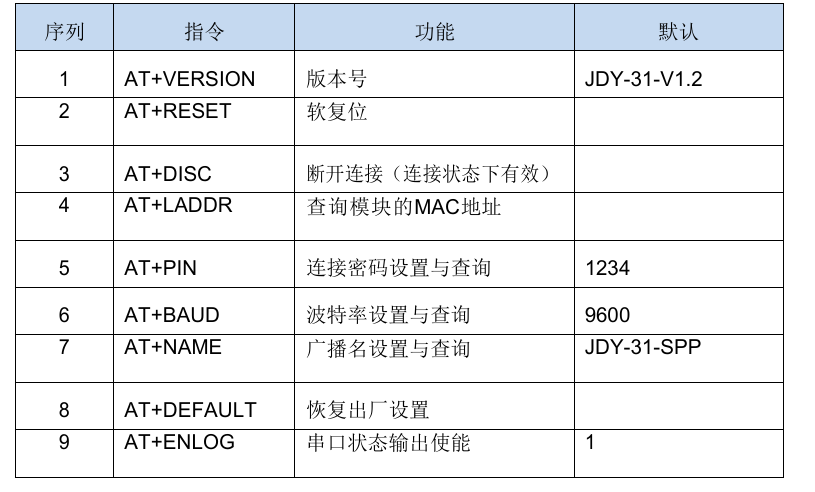 序列 指令 功能 默认
1 AT+VERSION 版本号 JDY-31-V1.2
2 AT+RESET 软复位
3 AT+DISC 断开连接（连接状态下有效）
4 AT+LADDR 查询模块的MAC地址
5 AT+PIN 连接密码设置与查询 1234
6 AT+BAUD 波特率设置与查询 9600
7 AT+NAME 广播名设置与查询 JDY-31-SPP
8 AT+DEFAULT 恢复出厂设置
9 AT+ENLOG 串口状态输出使能 1